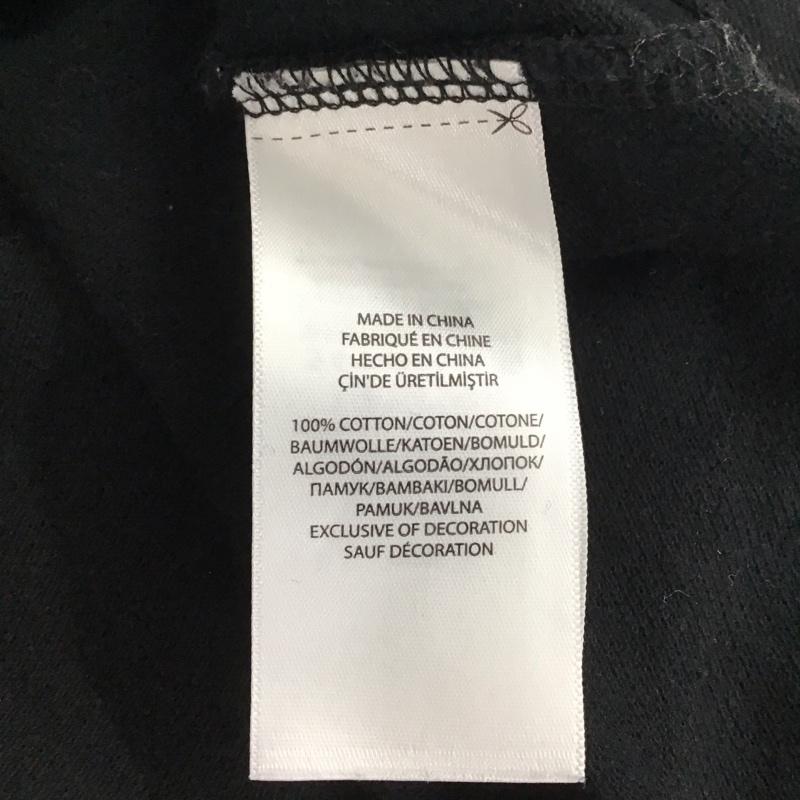 MADE IN CHINA
FABRIQUÉ EN CHINE
HECHO EN CHINA
ÇİN'DE ÜRETİLMİŞTİR
100% COTTON/COTON/COTONE/
BAUMWOLLE/KATOEN/BOMULD/
ALGODÓN/ALGODÃO/ХЛОПОК/
ПАМУК/BAMBAKI/BOMULL/
PAMUK/BAVLNA
EXCLUSIVE OF DECORATION
SAUF DÉCORATION